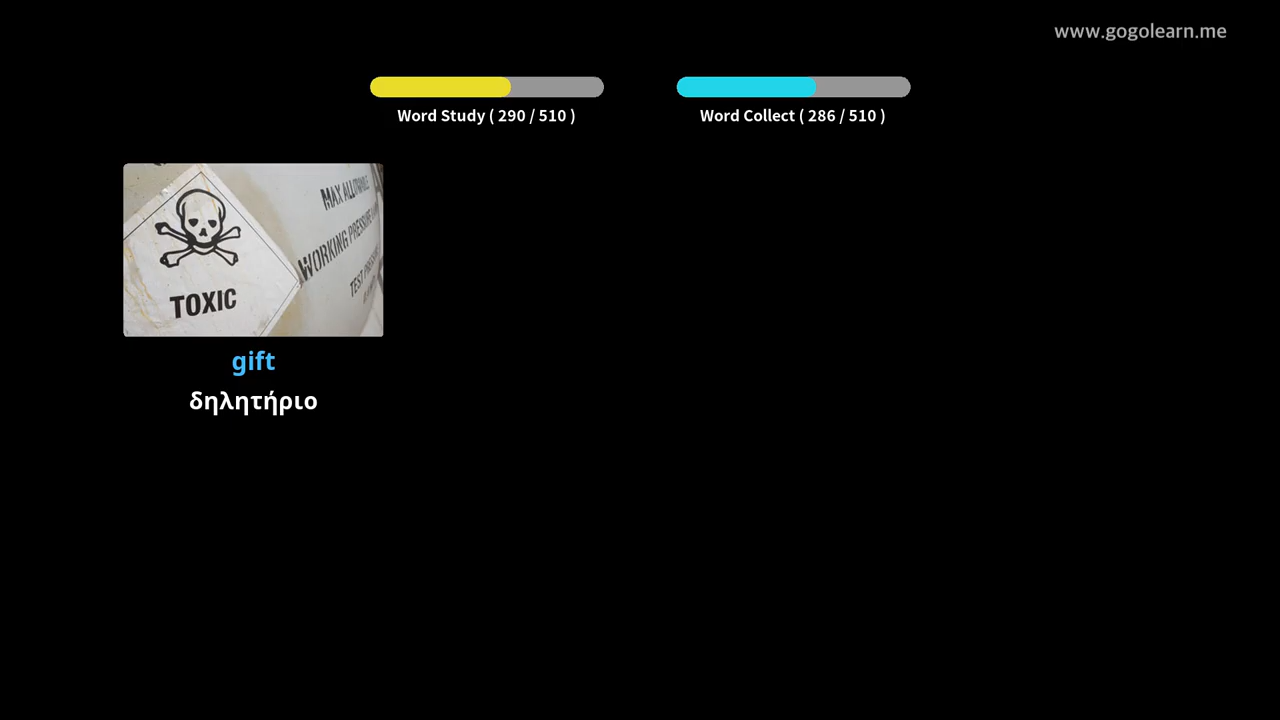 www.gogolearn.me
Word Study ( 290 / 510 )
Word Collect ( 286 / 510 )
MAX ALLOWABLE
WORKING PRESSURE
TEST
TOXIC
gift
δηλητήριο